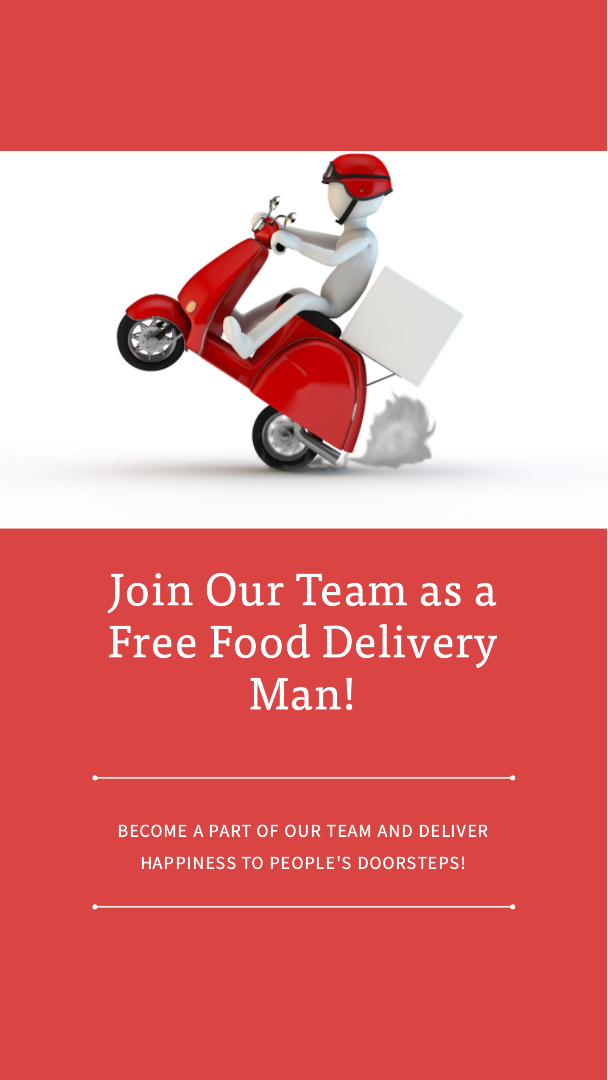 Join Our Team as a
Free Food Delivery
Man!
BECOME A PART OF OUR TEAM AND DELIVER
HAPPINESS TO PEOPLE'S DOORSTEPS!